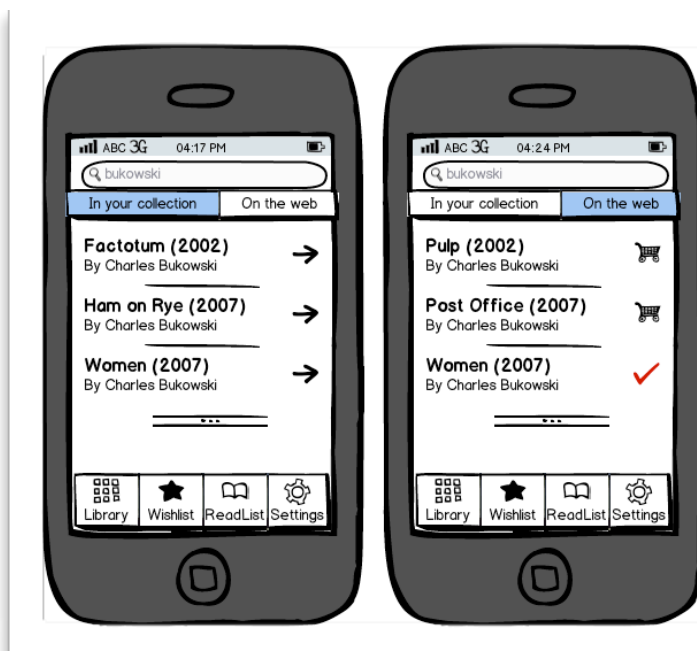 ABC 3G 04:17 PM
bukowski
In your collection On the web
Factotum (2002)
By Charles Bukowski
Ham on Rye (2007)
By Charles Bukowski
Women (2007)
By Charles Bukowski
...
Library Wishlist ReadList Settings
ABC 3G 04:24 PM
bukowski
In your collection On the web
Pulp (2002)
By Charles Bukowski
Post Office (2007)
By Charles Bukowski
Women (2007)
By Charles Bukowski
...
Library Wishlist ReadList Settings